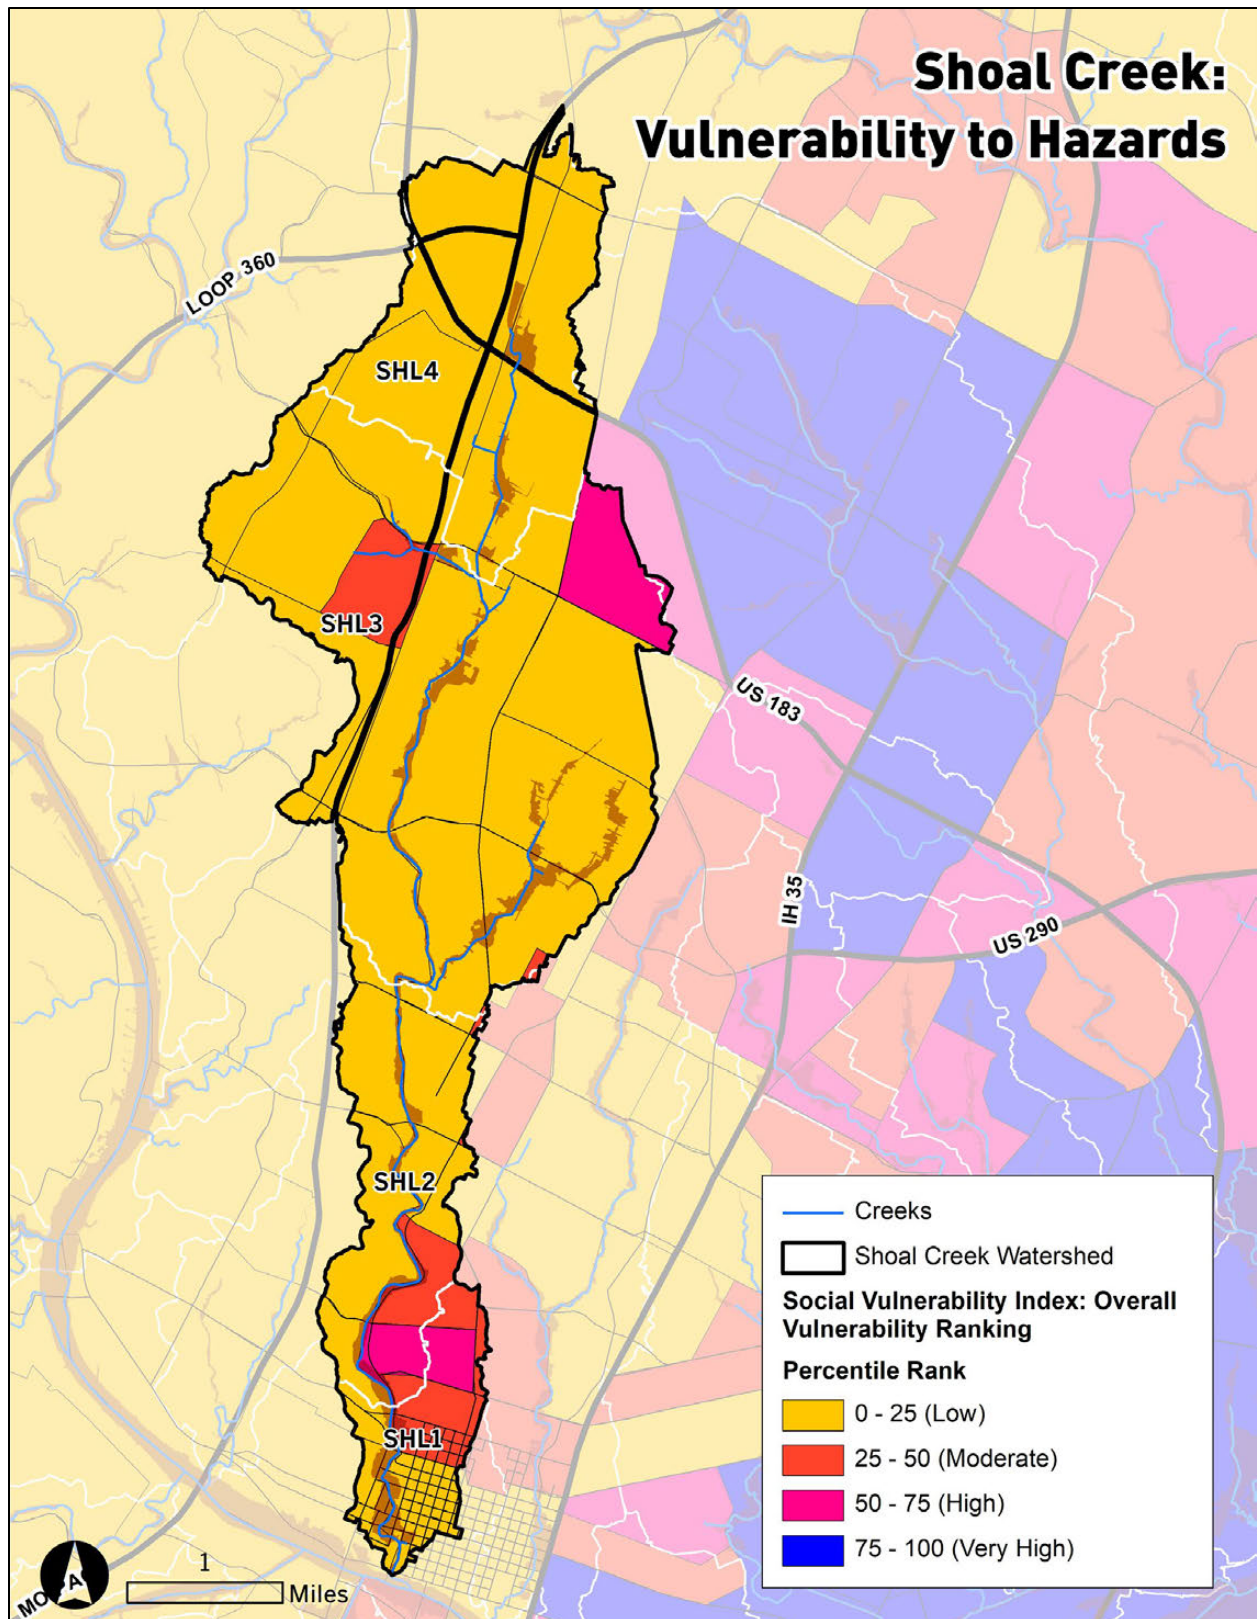 Shoal Creek:
Vulnerability to Hazards
LOOP 360
SHL4
SHL3
US 183
IH 35
US 290
SHL2
SHL1
Creeks
Shoal Creek Watershed
Social Vulnerability Index: Overall
Vulnerability Ranking
Percentile Rank
0 - 25 (Low)
25 - 50 (Moderate)
50 - 75 (High)
75 - 100 (Very High)
1
Miles